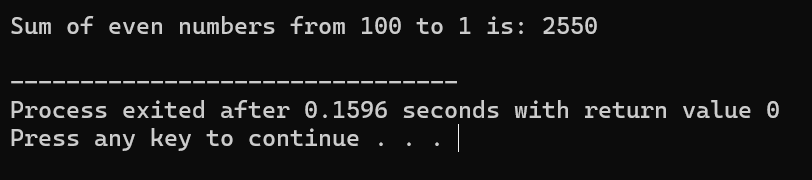 Sum of even numbers from 100 to 1 is: 2550
--------------------------------
Process exited after 0.1596 seconds with return value 0
Press any key to continue . . .